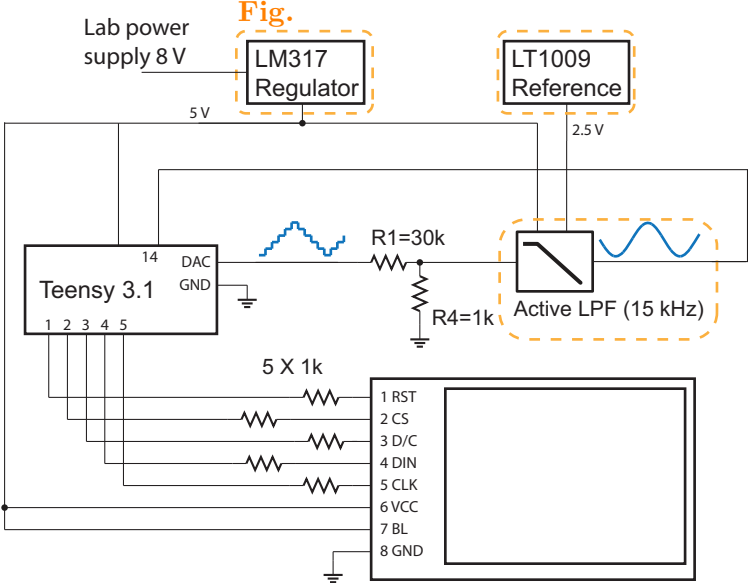 Fig.
Lab power
supply 8 V
LM317
Regulator
LT1009
Reference
5 V
2.5 V
14
DAC
GND
Teensy 3.1
1 2 3 4 5
R1=30k
R4=1k
Active LPF (15 kHz)
5 X 1k
1 RST
2 CS
3 D/C
4 DIN
5 CLK
6 VCC
7 BL
8 GND